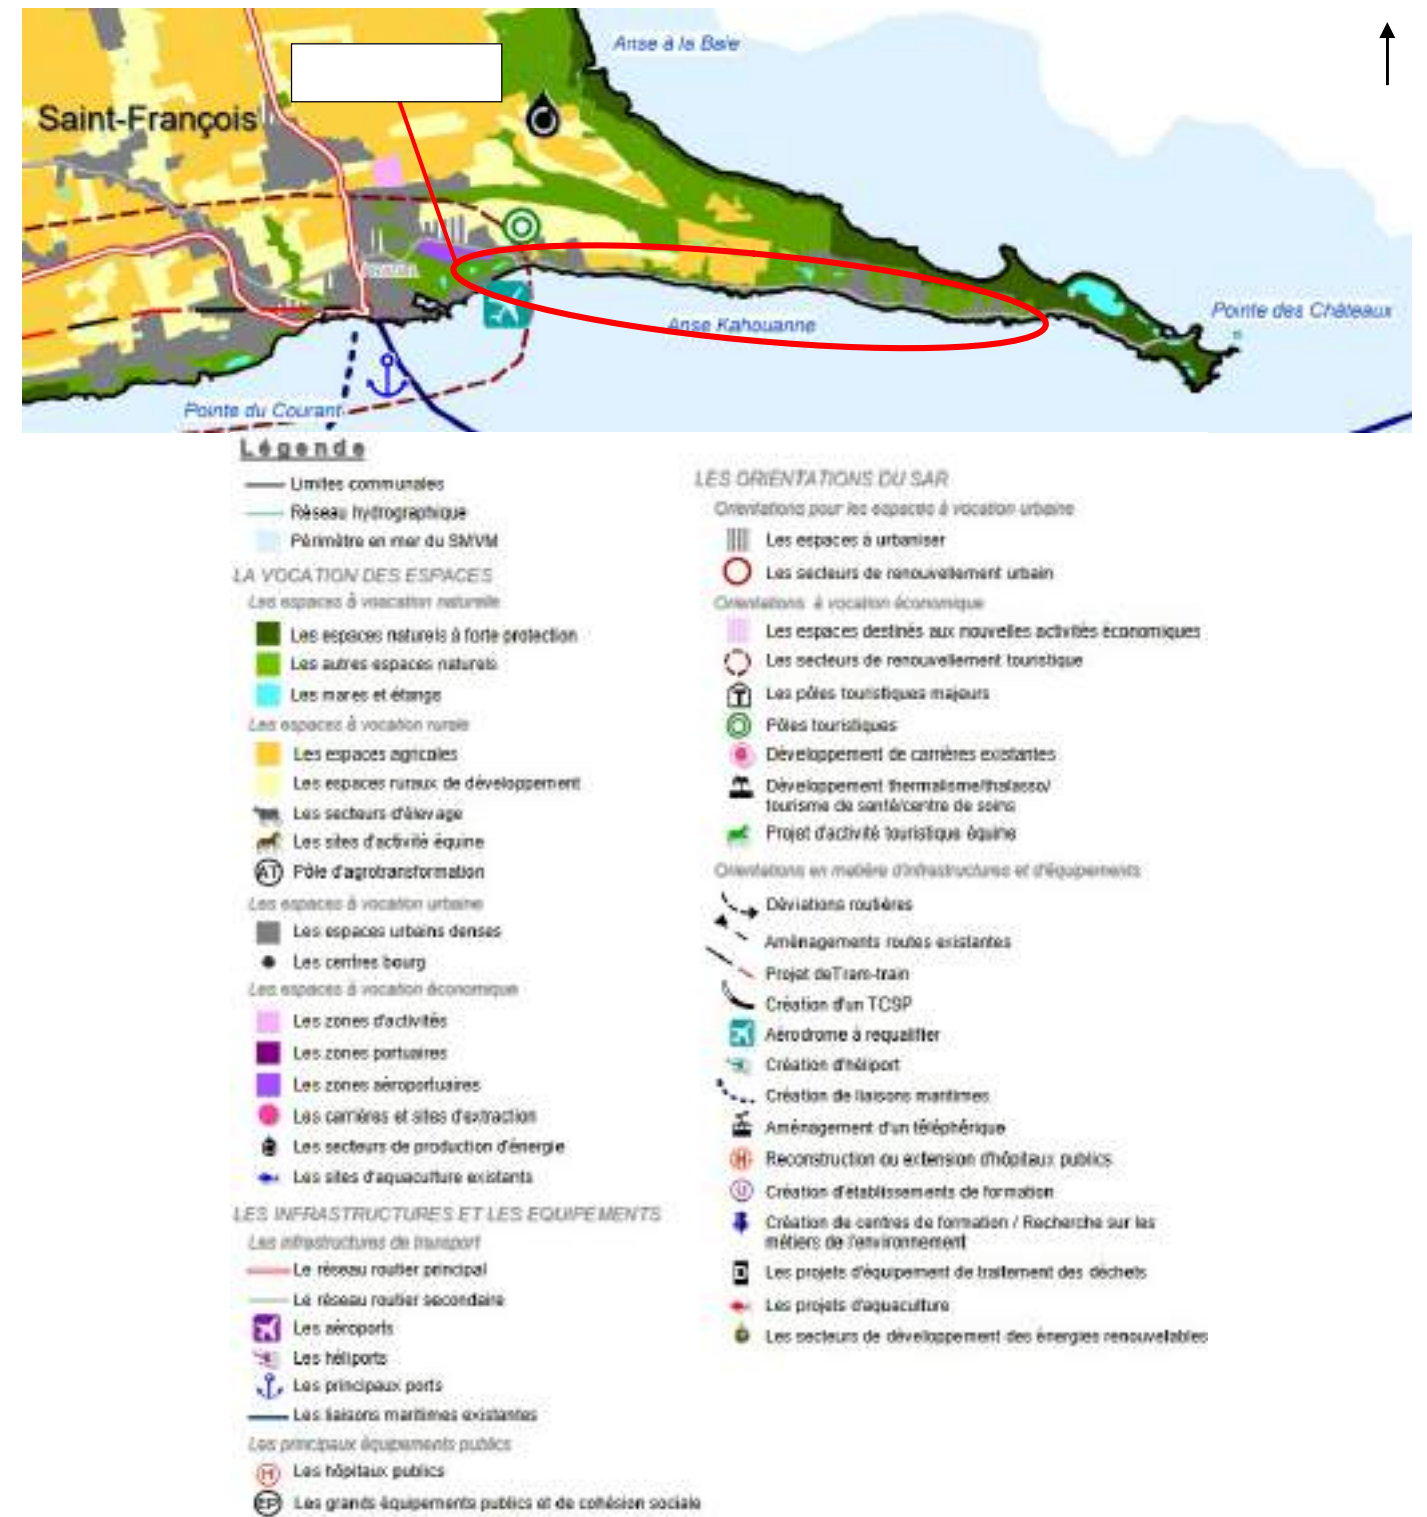 Anse à la Baie
Saint-François
Anse Kahouanne
Pointe des Châteaux
Pointe du Courant
Légende
Limites communales
Réseau hydrographique
Périmètre en mer du SMVM
LA VOCATION DES ESPACES
Les espaces à voacation naturelle
Les espaces naturels à forte protection
Les autres espaces naturels
Les mares et étangs
Les espaces à vocation rurale
Les espaces agricoles
Les espaces ruraux de développement
Les secteurs d'élevage
Les sites d'activité équine
AT Pôle d'agrotransformation
Les espaces à vocation urbaine
Les espaces urbains denses
Les centres bourg
Les espaces à vocation économique
Les zones d'activités
Les zones portuaires
Les zones aéroportuaires
Les carrières et sites d'extraction
Les secteurs de production d'énergie
Les sites d'aquaculture existants
LES INFRASTRUCTURES ET LES EQUIPEMENTS
Les infrastructures de transport
Le réseau routier principal
Le réseau routier secondaire
Les aéroports
Les héliports
Les principaux ports
Les liaisons maritimes existantes
Les principaux équipements publics
H Les hôpitaux publics
EP Les grands équipements publics et de cohésion sociale
LES ORIENTATIONS DU SAR
Orientations pour les espaces à vocation urbaine
Les espaces à urbaniser
Les secteurs de renouvellement urbain
Orientations à vocation économique
Les espaces destinés aux nouvelles activités économiques
Les secteurs de renouvellement touristique
T Les pôles touristiques majeurs
Pôles touristiques
Développement de carrières existantes
Développement thermalisme/thalasso/
tourisme de santé/centre de soins
Projet d'activité touristique équine
Orientations en matière d'infrastructures et d'équipements
Déviations routières
Aménagements routes existantes
Projet deTram-train
Création d'un TCSP
Aérodrome à requalifier
Création d'héliport
Création de liaisons maritimes
Aménagement d'un téléphérique
H Reconstruction ou extension d'hôpitaux publics
U Création d'établissements de formation
Création de centres de formation / Recherche sur les
métiers de l'environnement
Les projets d'équipement de traitement des déchets
Les projets d'aquaculture
Les secteurs de développement des énergies renouvelables